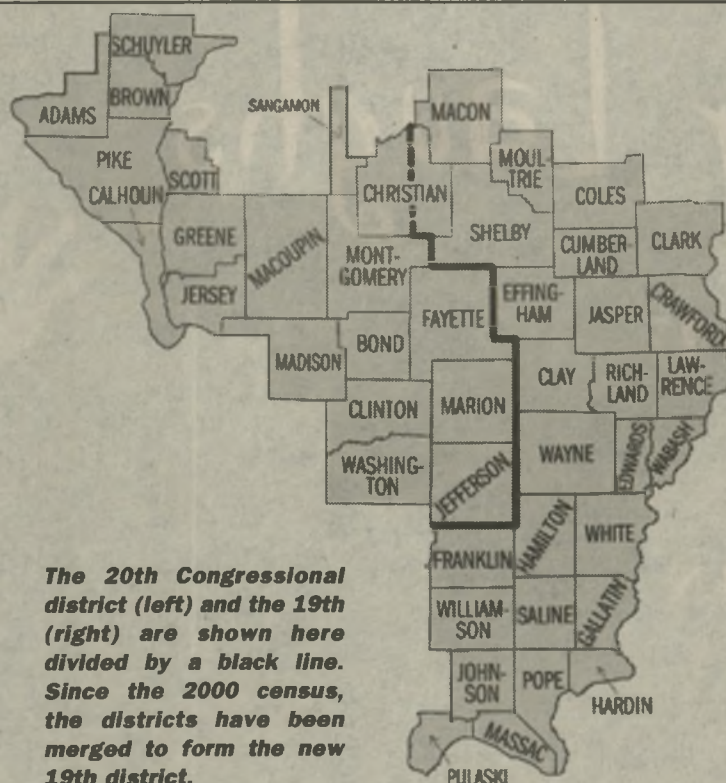 SCHUYLER
BROWN
ADAMS
SANGAMON
MACON
PIKE
SCOTT
CHRISTIAN
MOUL-
TRIE
CALHOUN
COLES
GREENE
MACOUPIN
MONT-
GOMERY
SHELBY
CUMBER-
LAND
CLARK
JERSEY
FAYETTE
EFFING-
HAM
JASPER
CRAWFORD
MADISON
BOND
CLAY
RICH-
LAND
LAW-
RENCE
CLINTON
MARION
WASHING-
TON
JEFFERSON
WAYNE
EDWARDS
WABASH
FRANKLIN
HAMILTON
WHITE
WILLIAM-
SON
SALINE
GALLATIN
JOHN-
SON
POPE
HARDIN
MASSAC
PULASKI
The 20th Congressional
district (left) and the 19th
(right) are shown here
divided by a black line.
Since the 2000 census,
the districts have been
merged to form the new
19th district.